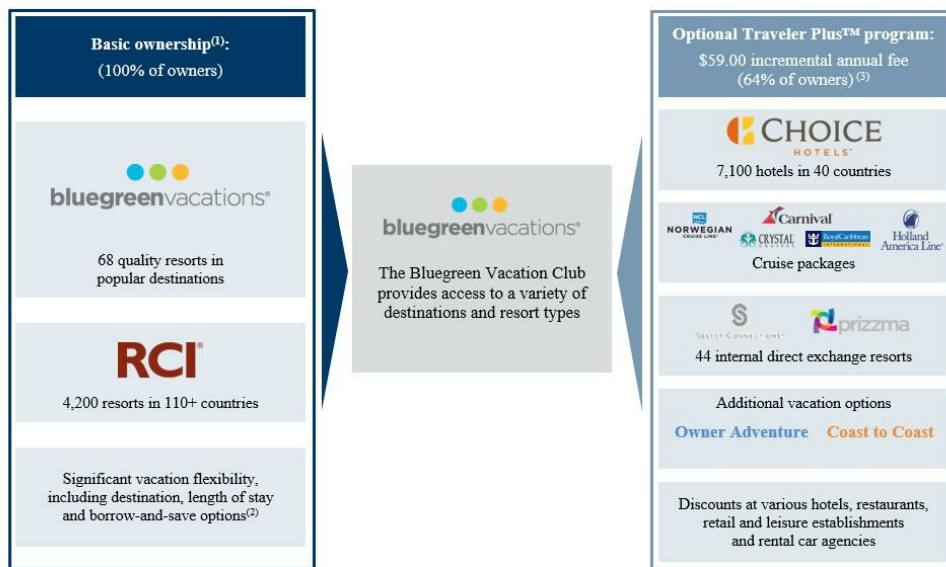 Basic ownership(1):
(100% of owners)
bluegreenvacations®
68 quality resorts in
popular destinations
RCI®
4,200 resorts in 110+ countries
Significant vacation flexibility,
including destination, length of stay
and borrow-and-save options(2)
bluegreenvacations®
The Bluegreen Vacation Club
provides access to a variety of
destinations and resort types
Optional Traveler Plus™ program:
$59.00 incremental annual fee
(64% of owners) (3)
CHOICE
HOTELS
7,100 hotels in 40 countries
NCL
NORWEGIAN
CRUISE LINE®
Carnival
CRYSTAL
RoyalCaribbean
INTERNATIONAL
Holland
America Line®
Cruise packages
S
SELECT CONNECTIONS
prizzma
44 internal direct exchange resorts
Additional vacation options
Owner Adventure Coast to Coast
Discounts at various hotels, restaurants,
retail and leisure establishments
and rental car agencies